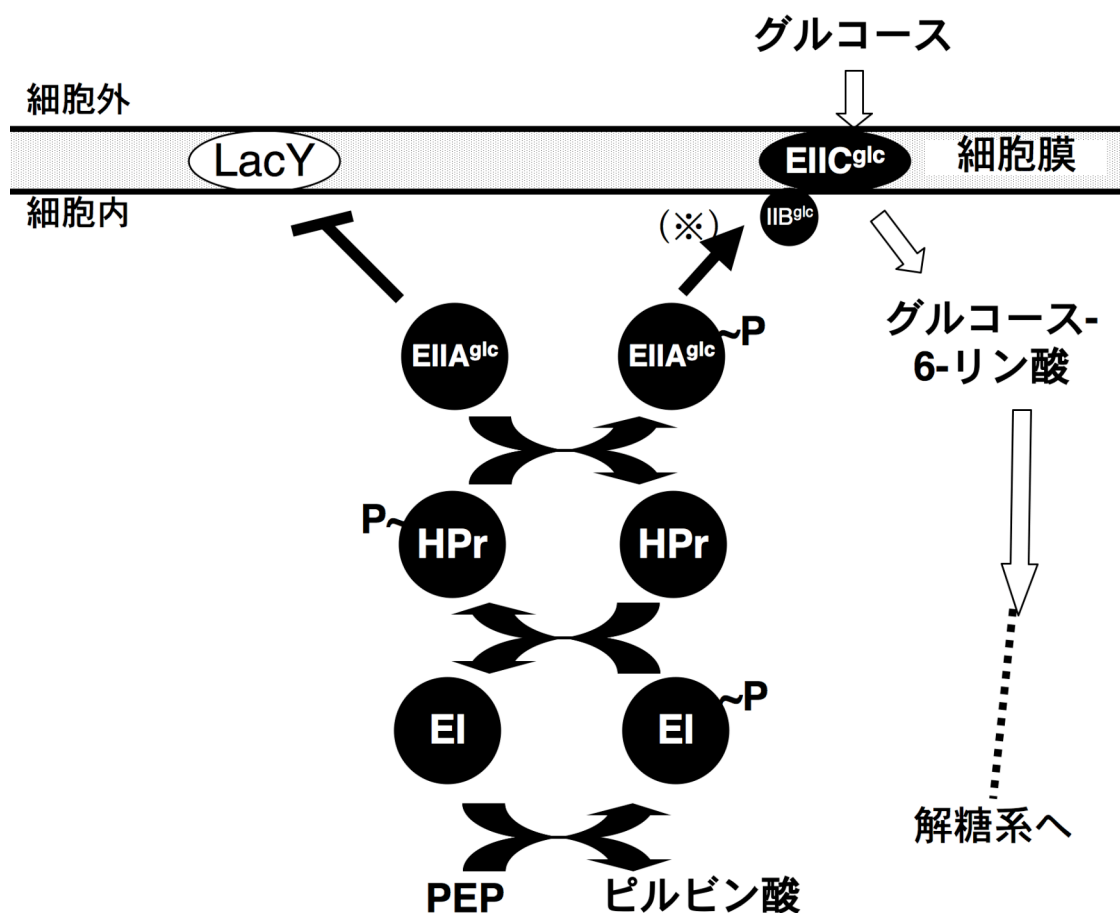 グルコース
細胞外
LacY
EIICglc
細胞膜
細胞内
(※)
IIBglc
EIIAglc
EIIAglc
~P
グルコース-
6-リン酸
P~
HPr
HPr
EI
EI
~P
解糖系へ
PEP
ピルビン酸